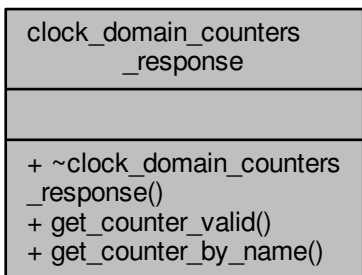 clock_domain_counters
_response
+ ~clock_domain_counters
_response()
+ get_counter_valid()
+ get_counter_by_name()